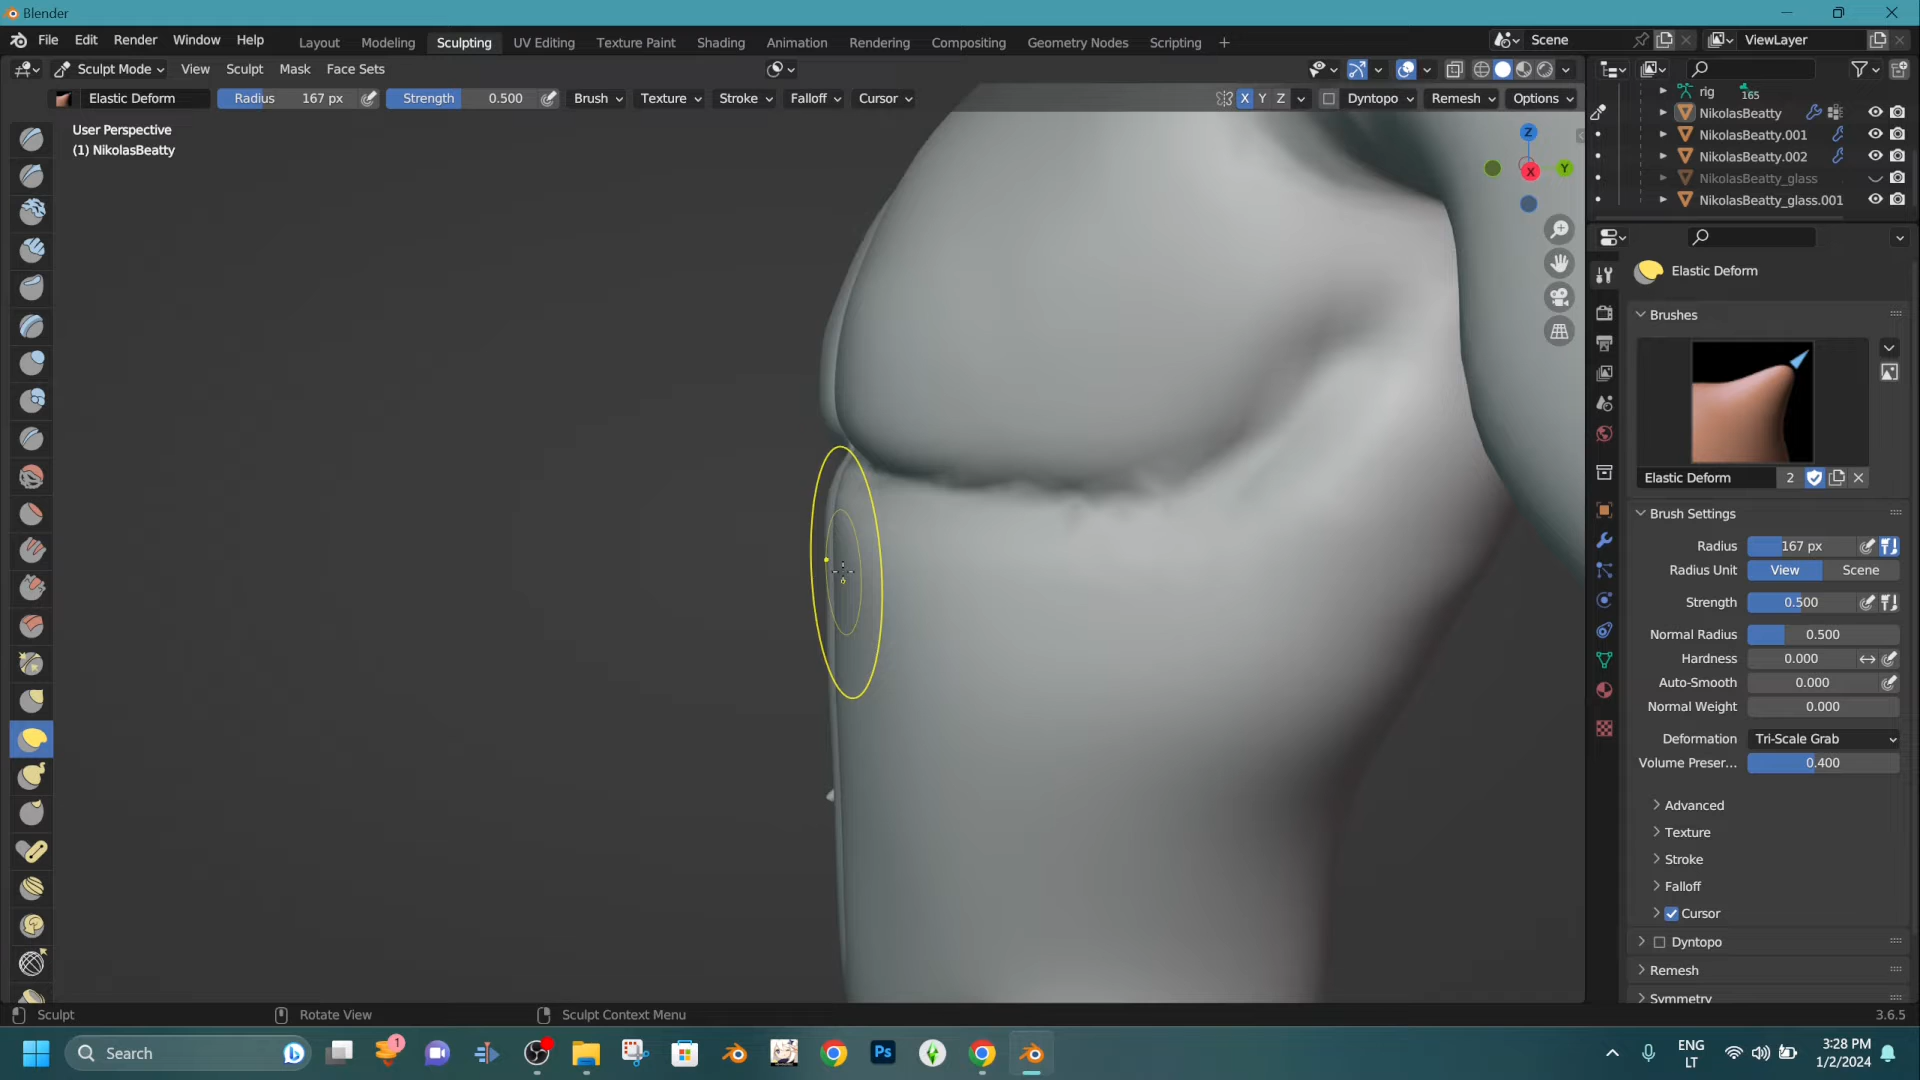 Blender
File Edit Render Window Help
Layout Modeling Sculpting UV Editing Texture Paint Shading Animation Rendering Compositing Geometry Nodes Scripting +
Scene
ViewLayer
Sculpt Mode View Sculpt Mask Face Sets
Elastic Deform Radius 167 px Strength 0.500 Brush Texture Stroke Falloff Cursor
X Y Z Dyntopo Remesh Options
User Perspective
(1) NikolasBeatty
Z
Y
X
rig 165
NikolasBeatty
NikolasBeatty.001
NikolasBeatty.002
NikolasBeatty_glass
NikolasBeatty_glass.001
Elastic Deform
Brushes
Elastic Deform 2
Brush Settings
Radius 167 px
Radius Unit View Scene
Strength 0.500
Normal Radius 0.500
Hardness 0.000
Auto-Smooth 0.000
Normal Weight 0.000
Deformation Tri-Scale Grab
Volume Preser... 0.400
Advanced
Texture
Stroke
Falloff
Cursor
Dyntopo
Remesh
Symmetry
Sculpt Rotate View Sculpt Context Menu 3.6.5
Search 1 Ps ENG
LT
3:28 PM
1/2/2024